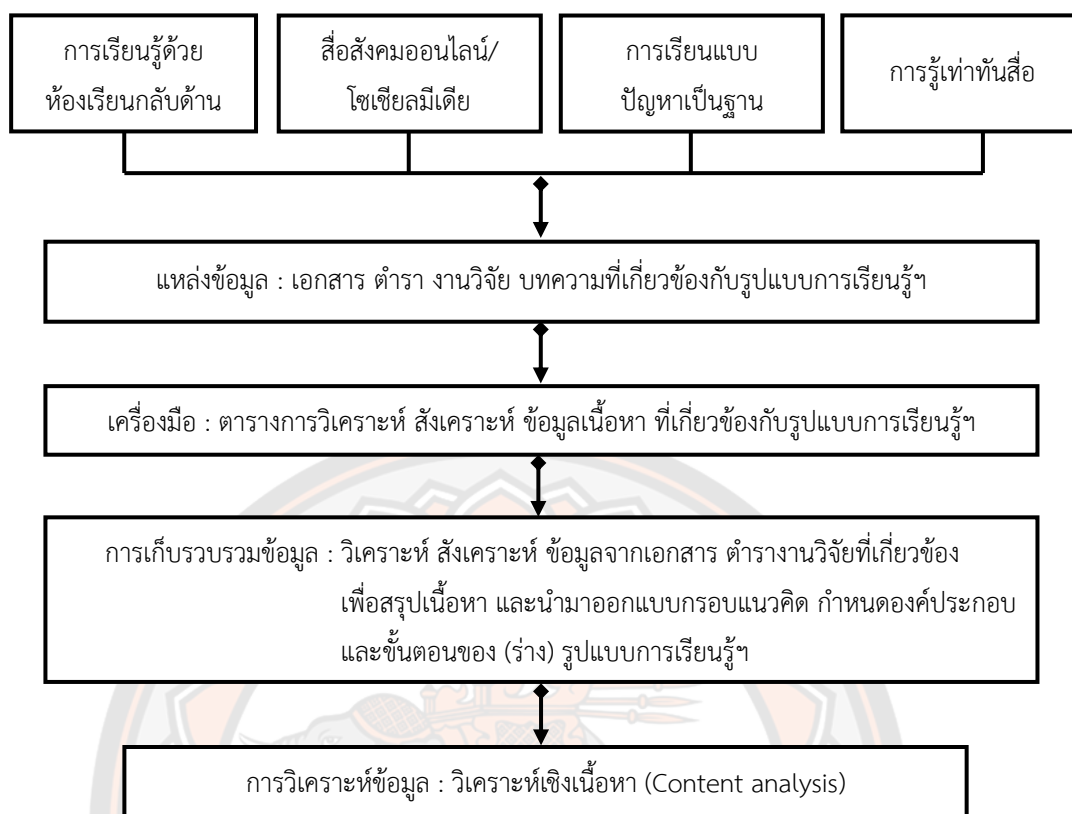 การเรียนรู้ด้วย
ห้องเรียนกลับด้าน
สื่อสังคมออนไลน์/
โซเชียลมีเดีย
การเรียนแบบ
ปัญหาเป็นฐาน
การรู้เท่าทันสื่อ
แหล่งข้อมูล : เอกสาร ตำรา งานวิจัย บทความที่เกี่ยวข้องกับรูปแบบการเรียนรู้ฯ
เครื่องมือ : ตารางการวิเคราะห์ สังเคราะห์ ข้อมูลเนื้อหา ที่เกี่ยวข้องกับรูปแบบการเรียนรู้ฯ
การเก็บรวบรวมข้อมูล : วิเคราะห์ สังเคราะห์ ข้อมูลจากเอกสาร ตำรางานวิจัยที่เกี่ยวข้อง
เพื่อสรุปเนื้อหา และนำมาออกแบบกรอบแนวคิด กำหนดองค์ประกอบ
และขั้นตอนของ (ร่าง) รูปแบบการเรียนรู้ฯ
การวิเคราะห์ข้อมูล : วิเคราะห์เชิงเนื้อหา (Content analysis)